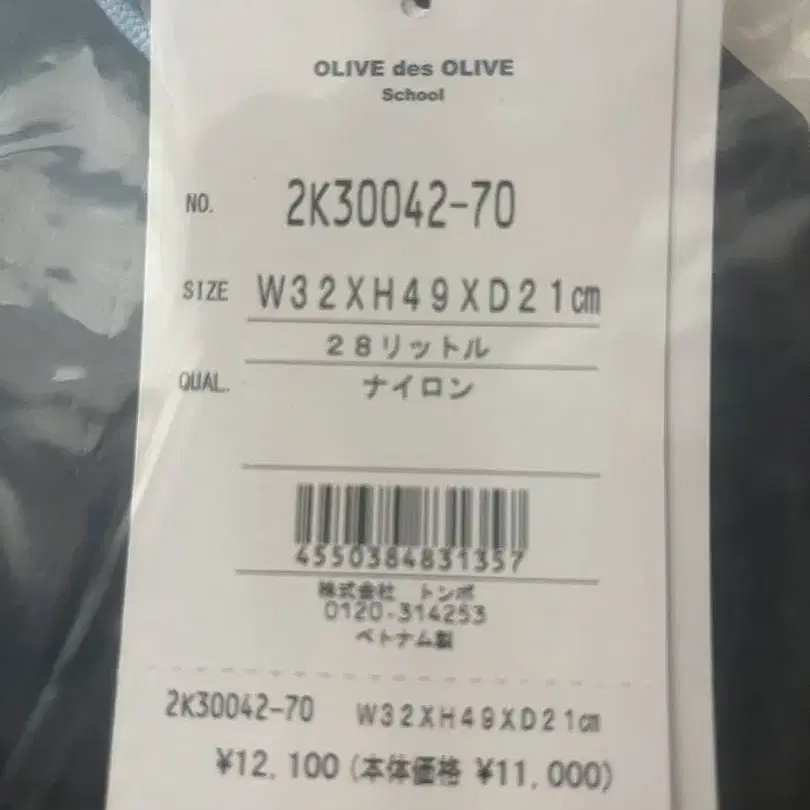 OLIVE des OLIVE
School
NO. 2K30042-70
SIZE W32XH49XD21cm
28リットル
QUAL. ナイロン
4550384831357
株式会社 トンボ
0120-314253
ベトナム製
2K30042-70 W32XH49XD21cm
¥12,100 (本体価格 ¥11,000)